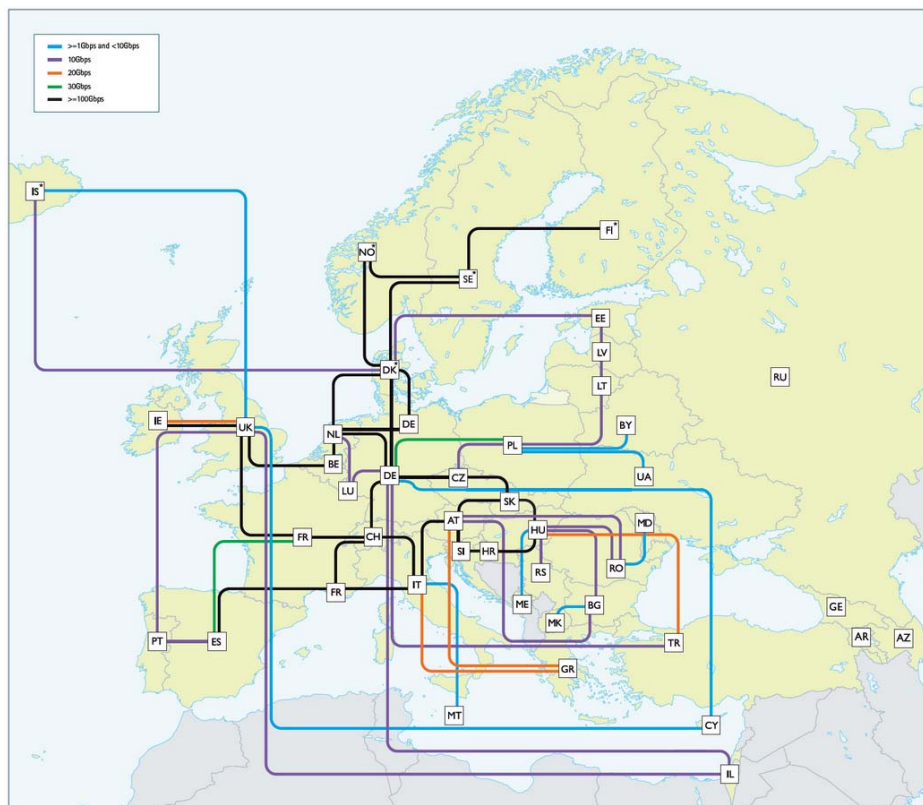 >=1Gbps and <10Gbps
10Gbps
20Gbps
30Gbps
>=100Gbps
IS*
FI*
NO*
SE*
EE
LV
DK*
RU
LT
IE
UK
NL
DE
BY
PL
BE
DE
CZ
UA
LU
SK
AT
MD
HU
FR
CH
SI
HR
RO
RS
IT
FR
ME
BG
GE
MK
PT
ES
TR
AR
AZ
GR
MT
CY
IL